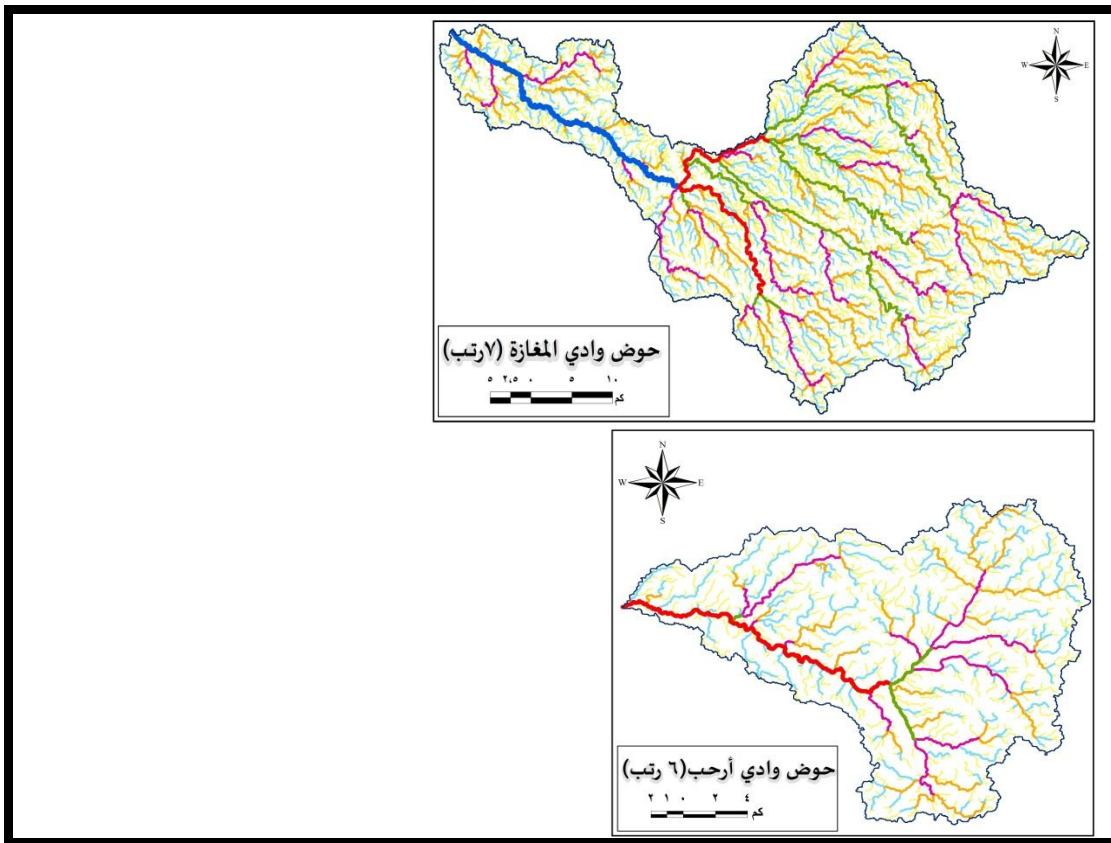 N
W E
S
حوض وادي المغازة (٧رتب)
٥ ٢,٥ ٠ ٥ ١٠
كم
N
W E
S
حوض وادي أرحب(٦ رتب)
٢ ١ ٠ ٢ ٤
كم